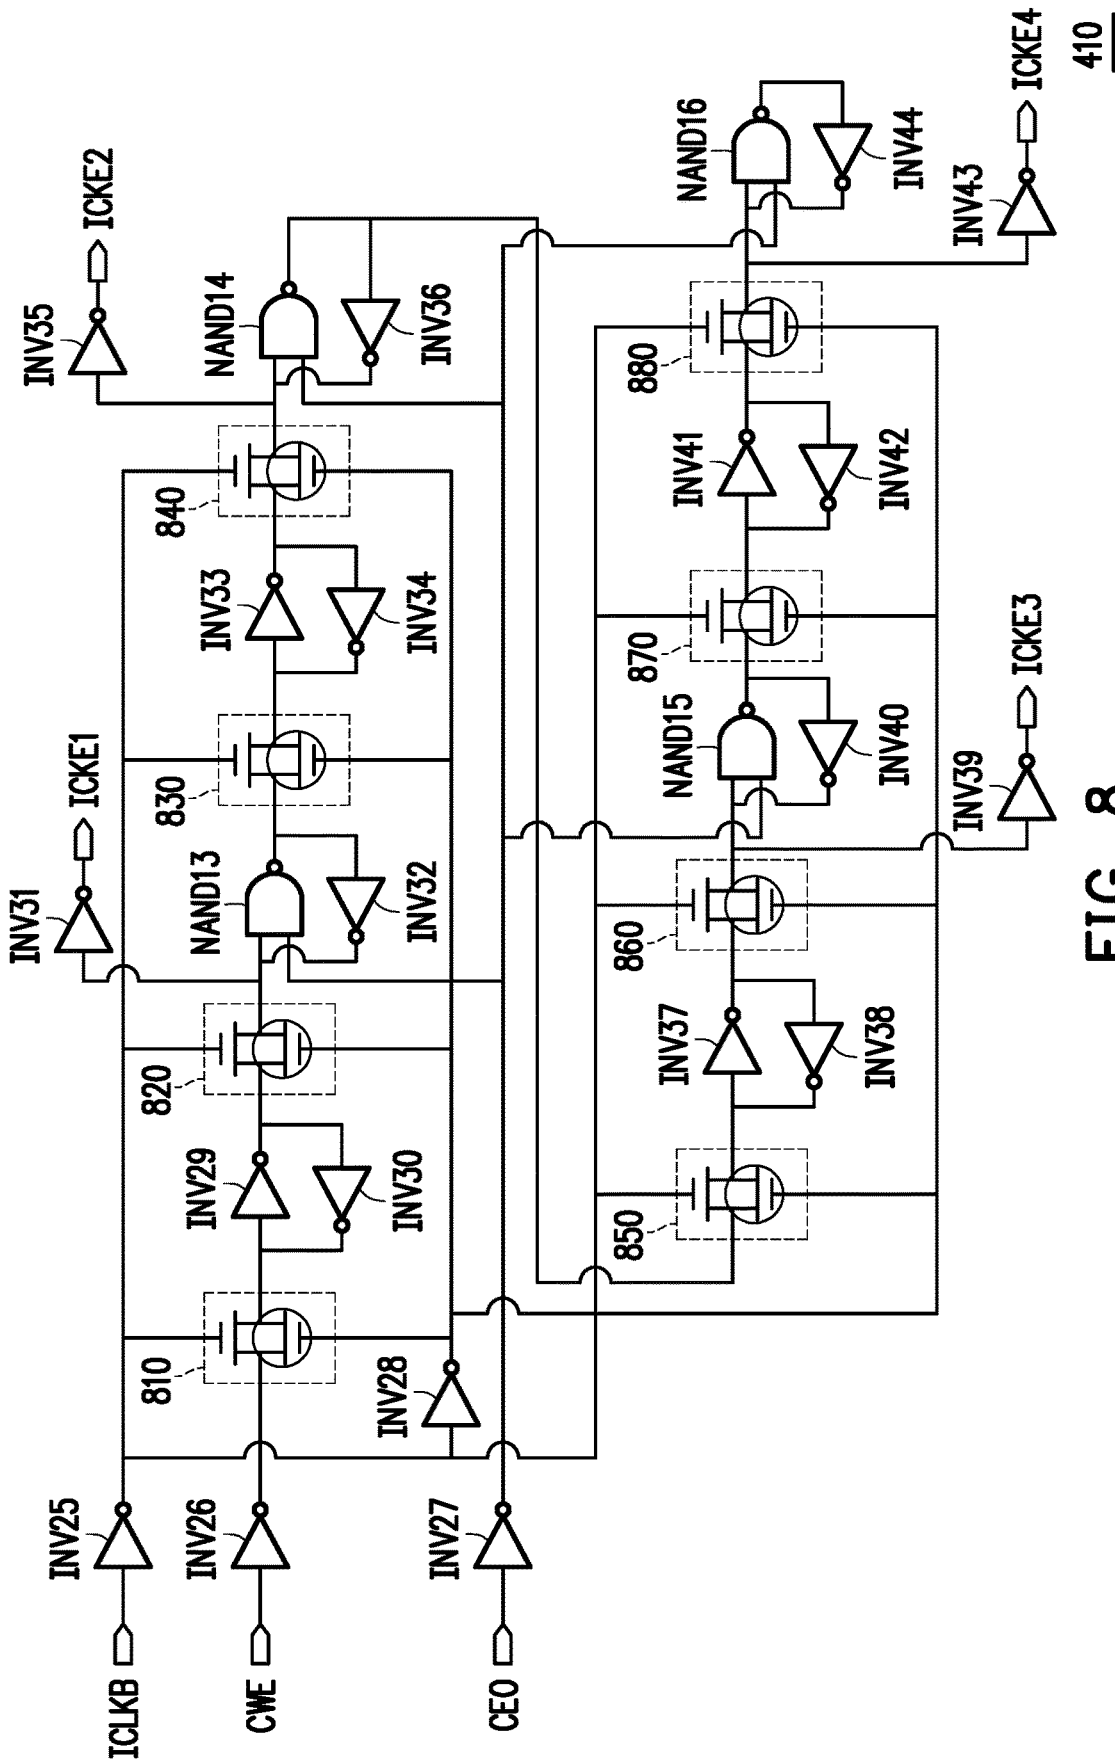 ICLKB
INV25
CWE
INV26
CEO
INV27
INV28
810
INV29
INV30
820
INV31
ICKE1
NAND13
INV32
830
INV33
INV34
840
INV35
ICKE2
NAND14
INV36
850
INV37
INV38
860
INV39
ICKE3
NAND15
INV40
870
INV41
INV42
880
INV43
ICKE4
NAND16
INV44
410
FIG. 8